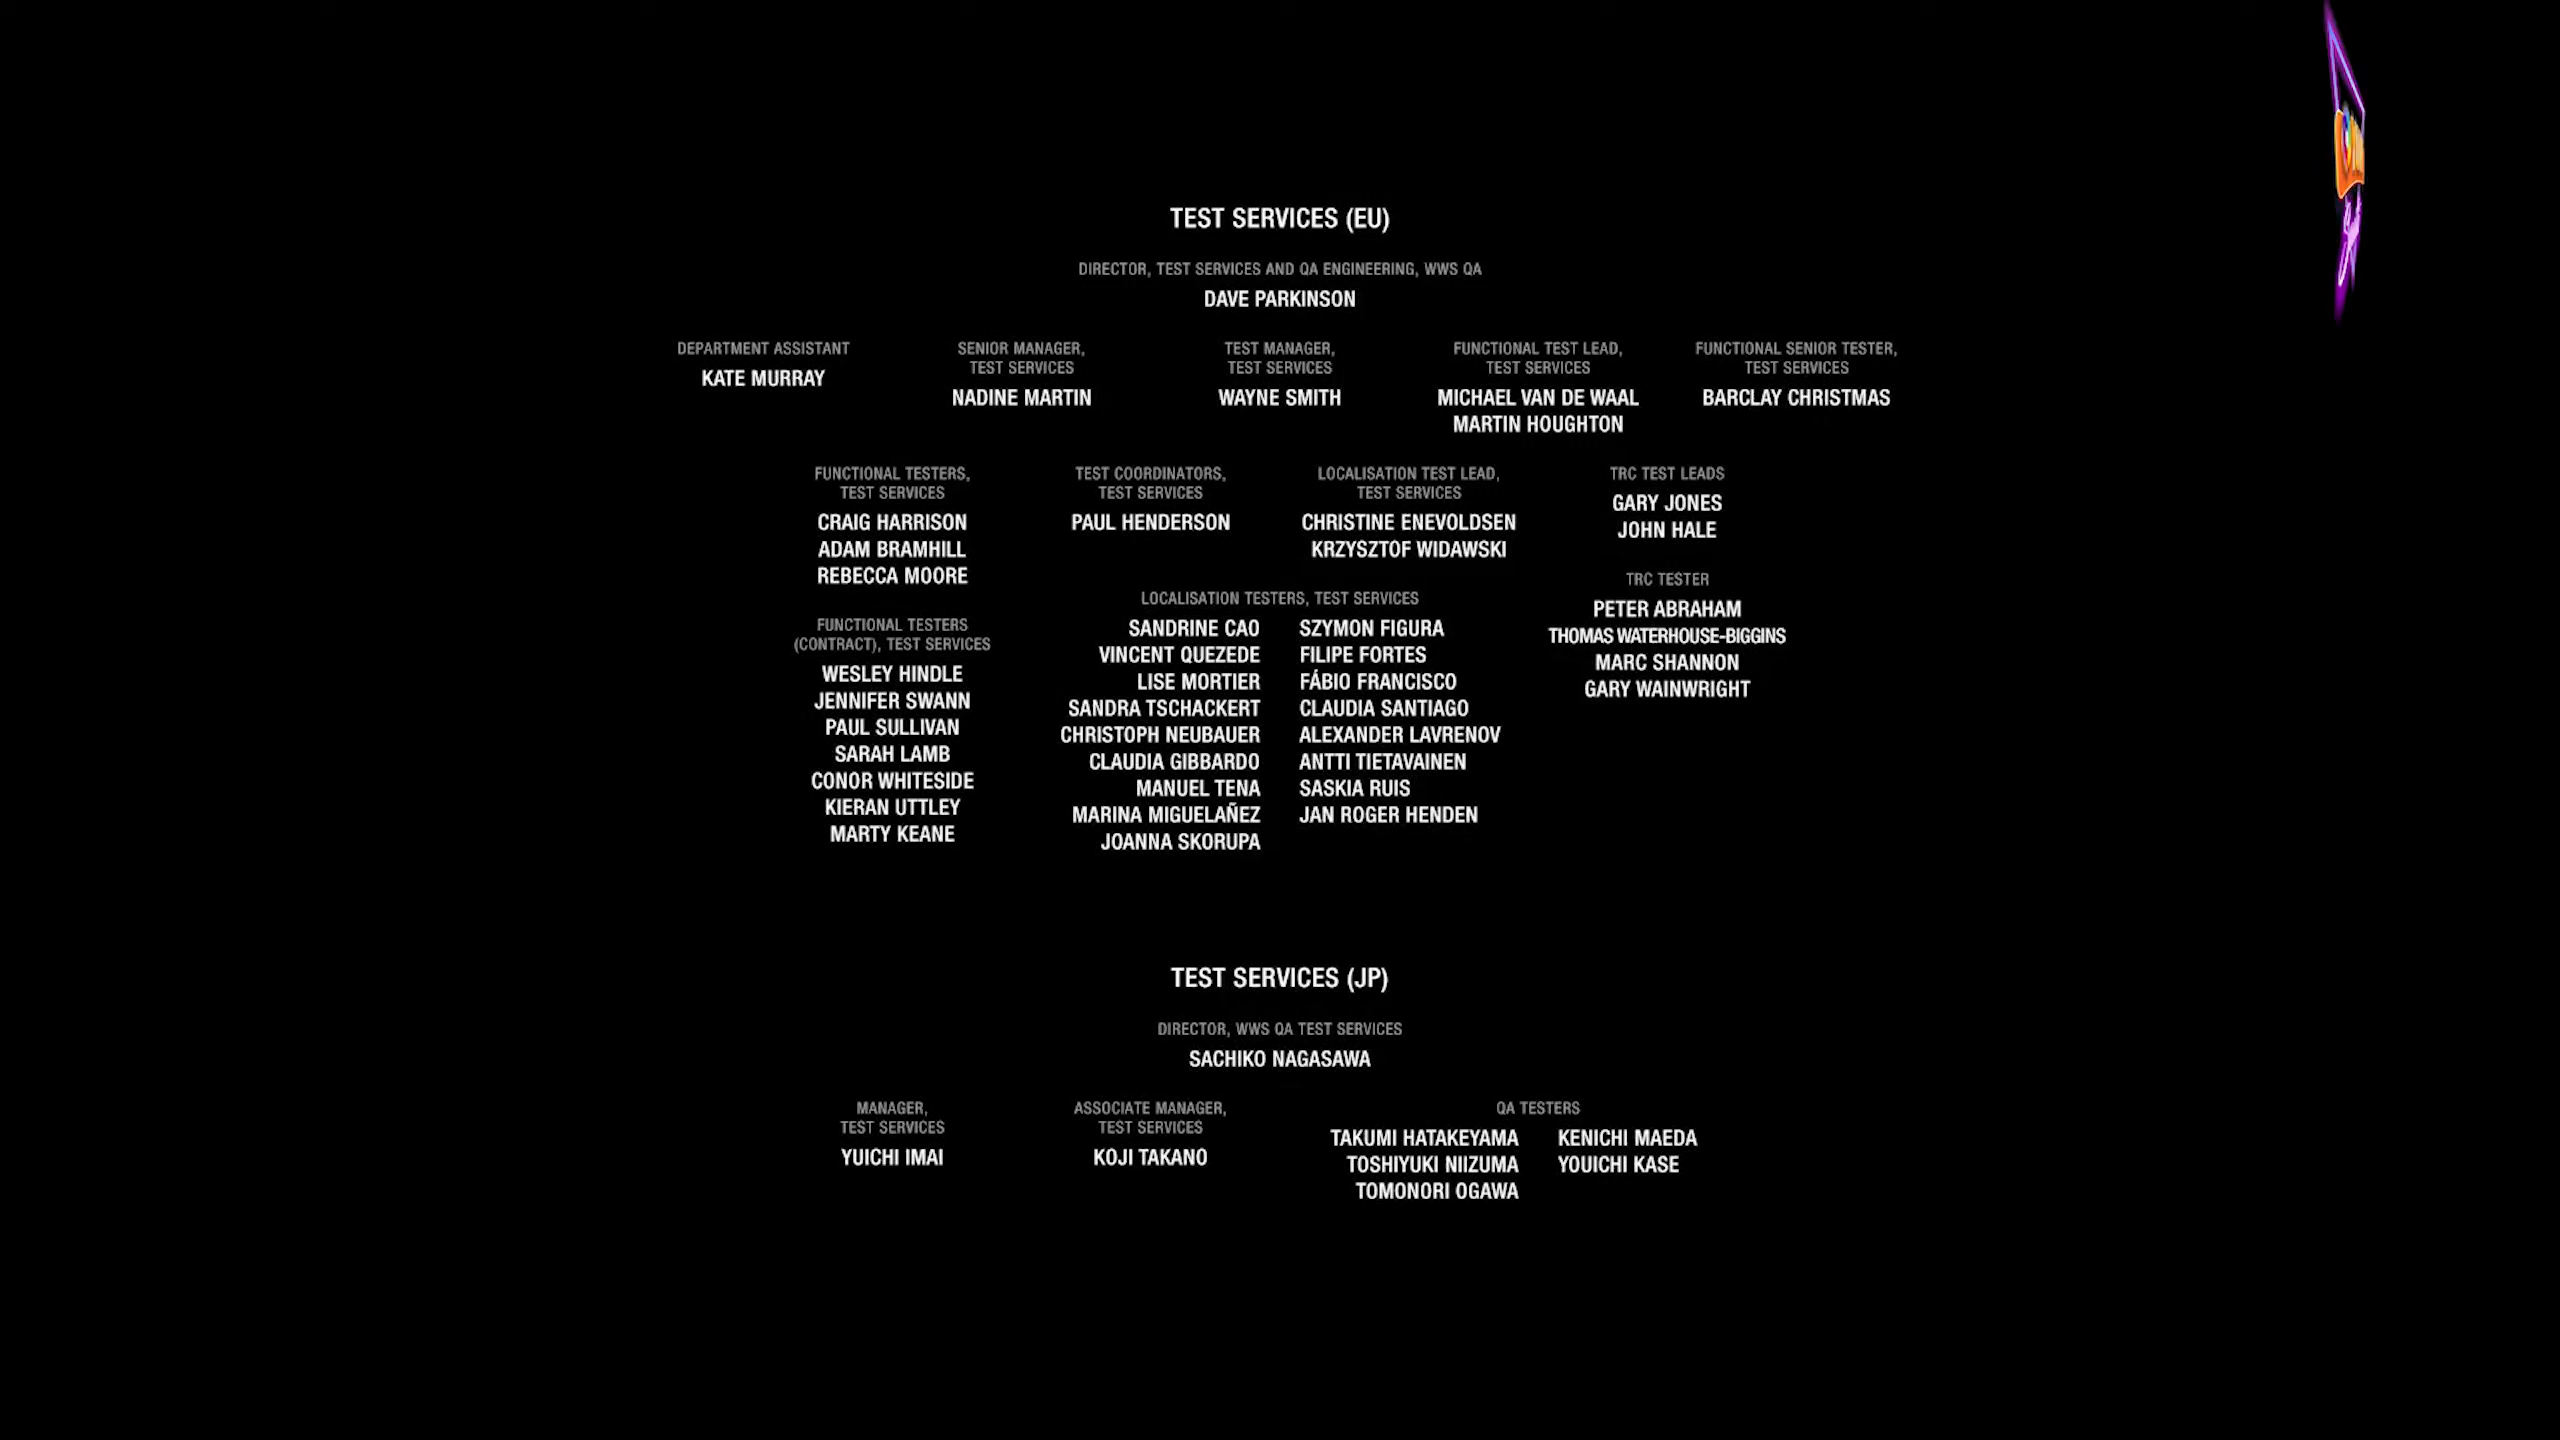 TEST SERVICES (EU)
DIRECTOR, TEST SERVICES AND QA ENGINEERING, WWS QA
DAVE PARKINSON
DEPARTMENT ASSISTANT
KATE MURRAY
SENIOR MANAGER,
TEST SERVICES
NADINE MARTIN
TEST MANAGER,
TEST SERVICES
WAYNE SMITH
FUNCTIONAL TEST LEAD,
TEST SERVICES
MICHAEL VAN DE WAAL
MARTIN HOUGHTON
FUNCTIONAL SENIOR TESTER,
TEST SERVICES
BARCLAY CHRISTMAS
FUNCTIONAL TESTERS,
TEST SERVICES
CRAIG HARRISON
ADAM BRAMHILL
REBECCA MOORE
FUNCTIONAL TESTERS
(CONTRACT), TEST SERVICES
WESLEY HINDLE
JENNIFER SWANN
PAUL SULLIVAN
SARAH LAMB
CONOR WHITESIDE
KIERAN UTTLEY
MARTY KEANE
TEST COORDINATORS,
TEST SERVICES
PAUL HENDERSON
LOCALISATION TEST LEAD,
TEST SERVICES
CHRISTINE ENEVOLDSEN
KRZYSZTOF WIDAWSKI
LOCALISATION TESTERS, TEST SERVICES
SANDRINE CAO
VINCENT QUEZEDE
LISE MORTIER
SANDRA TSCHACKERT
CHRISTOPH NEUBAUER
CLAUDIA GIBBARDO
MANUEL TENA
MARINA MIGUELAÑEZ
JOANNA SKORUPA
SZYMON FIGURA
FILIPE FORTES
FÁBIO FRANCISCO
CLAUDIA SANTIAGO
ALEXANDER LAVRENOV
ANTTI TIETAVAINEN
SASKIA RUIS
JAN ROGER HENDEN
TRC TEST LEADS
GARY JONES
JOHN HALE
TRC TESTER
PETER ABRAHAM
THOMAS WATERHOUSE-BIGGINS
MARC SHANNON
GARY WAINWRIGHT
TEST SERVICES (JP)
DIRECTOR, WWS QA TEST SERVICES
SACHIKO NAGASAWA
MANAGER,
TEST SERVICES
YUICHI IMAI
ASSOCIATE MANAGER,
TEST SERVICES
KOJI TAKANO
QA TESTERS
TAKUMI HATAKEYAMA
TOSHIYUKI NIIZUMA
TOMONORI OGAWA
KENICHI MAEDA
YOUICHI KASE